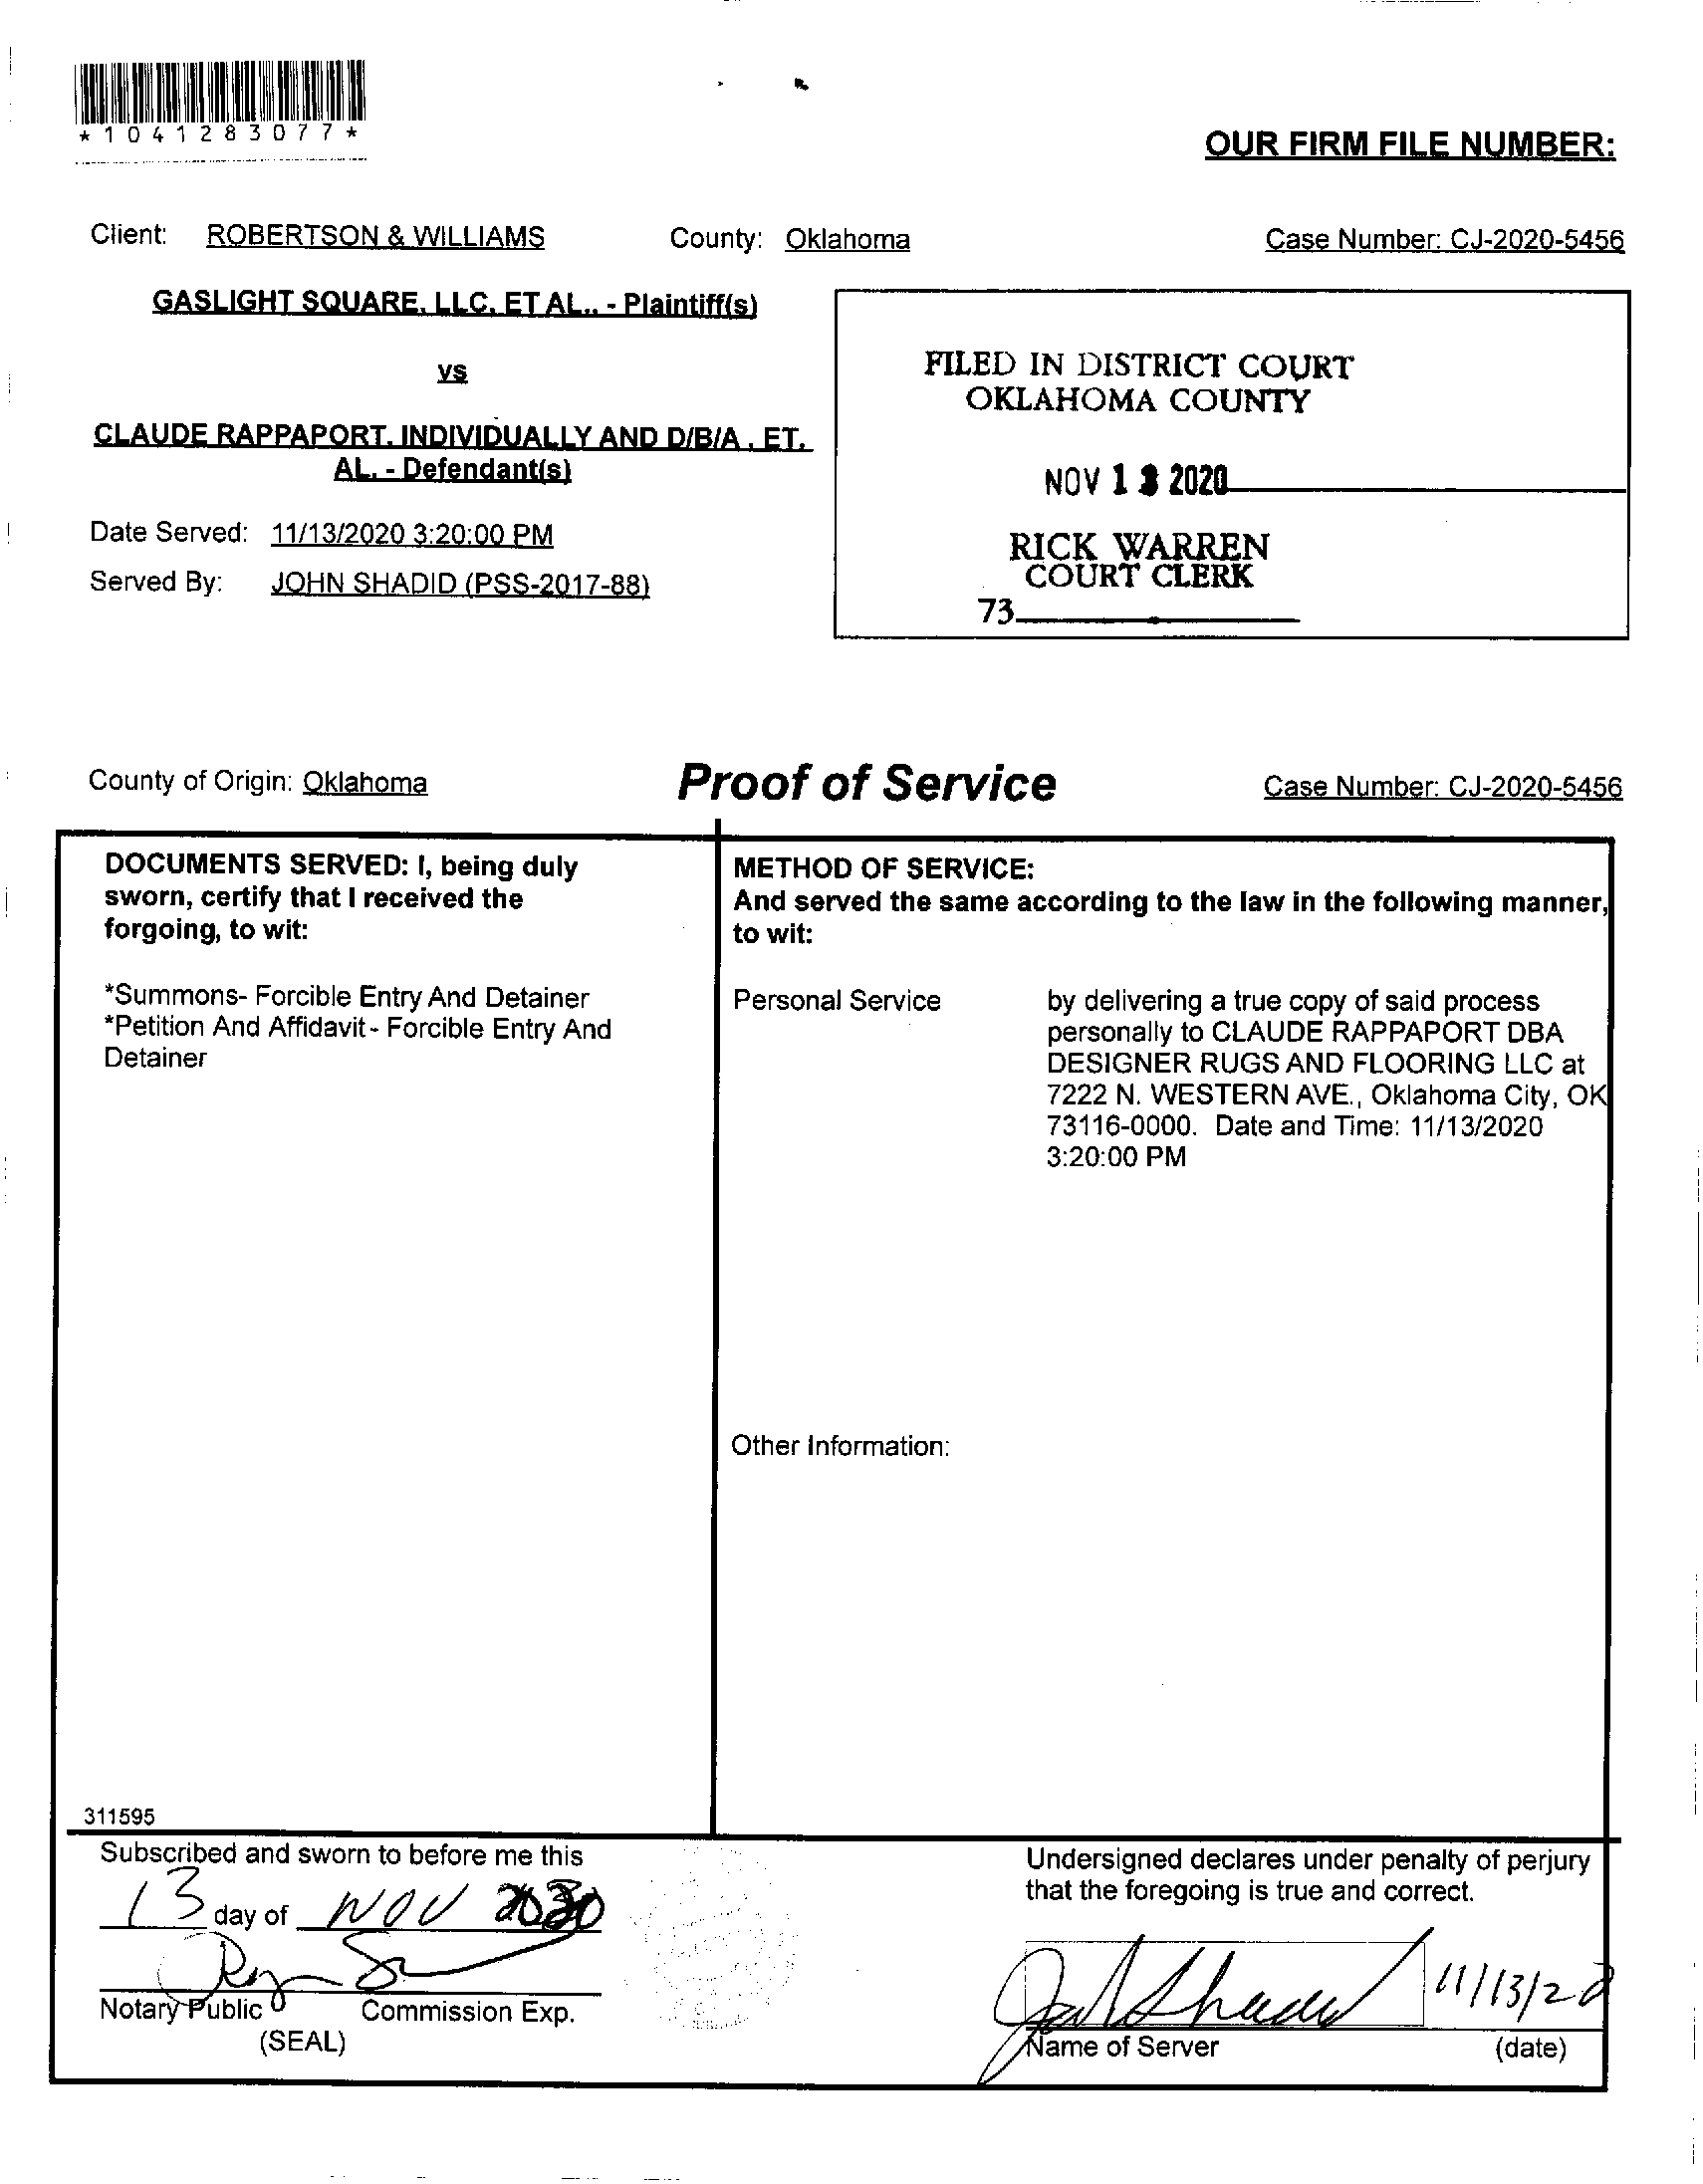 *1041283077*
OUR FIRM FILE NUMBER:
Client: ROBERTSON & WILLIAMS County: Oklahoma Case Number: CJ-2020-5456
GASLIGHT SQUARE, LLC, ET AL.. - Plaintiff(s)
vs
CLAUDE RAPPAPORT, INDIVIDUALLY AND D/B/A , ET.
AL. - Defendant(s)
Date Served: 11/13/2020 3:20:00 PM
Served By: JOHN SHADID (PSS-2017-88)
FILED IN DISTRICT COURT
OKLAHOMA COUNTY
NOV 13 2020
RICK WARREN
COURT CLERK
73
County of Origin: Oklahoma Proof of Service Case Number: CJ-2020-5456
DOCUMENTS SERVED: I, being duly
sworn, certify that I received the
forgoing, to wit:
*Summons- Forcible Entry And Detainer
*Petition And Affidavit- Forcible Entry And
Detainer
METHOD OF SERVICE:
And served the same according to the law in the following manner,
to wit:
Personal Service by delivering a true copy of said process
personally to CLAUDE RAPPAPORT DBA
DESIGNER RUGS AND FLOORING LLC at
7222 N. WESTERN AVE., Oklahoma City, OK
73116-0000. Date and Time: 11/13/2020
3:20:00 PM
Other Information:
311595
Subscribed and sworn to before me this
13 day of NOV
Notary Public Commission Exp.
(SEAL)
Undersigned declares under penalty of perjury
that the foregoing is true and correct.
11/13/20
Name of Server (date)